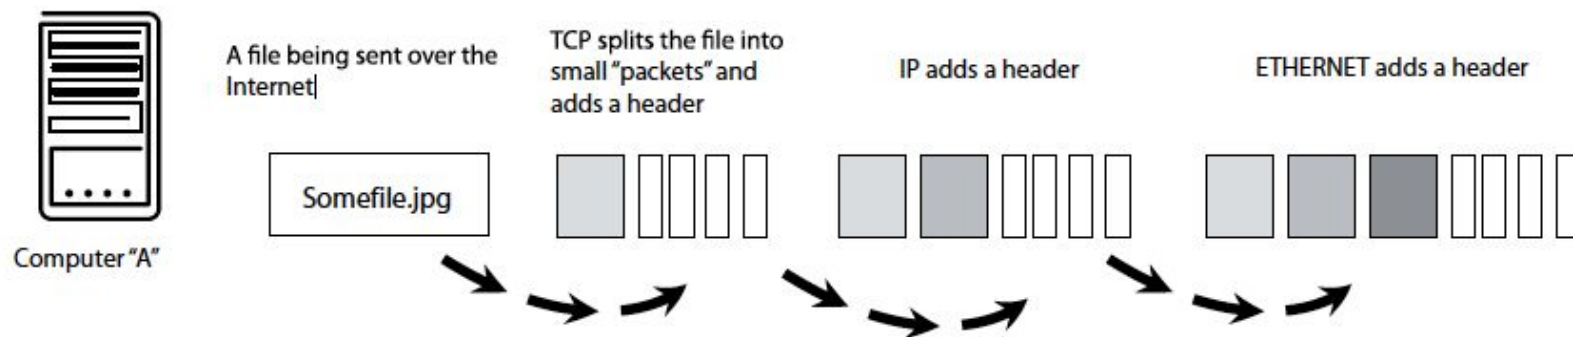 A file being sent over the
Internet
TCP splits the file into
small “packets” and
adds a header
IP adds a header
ETHERNET adds a header
Somefile.jpg
Computer “A”